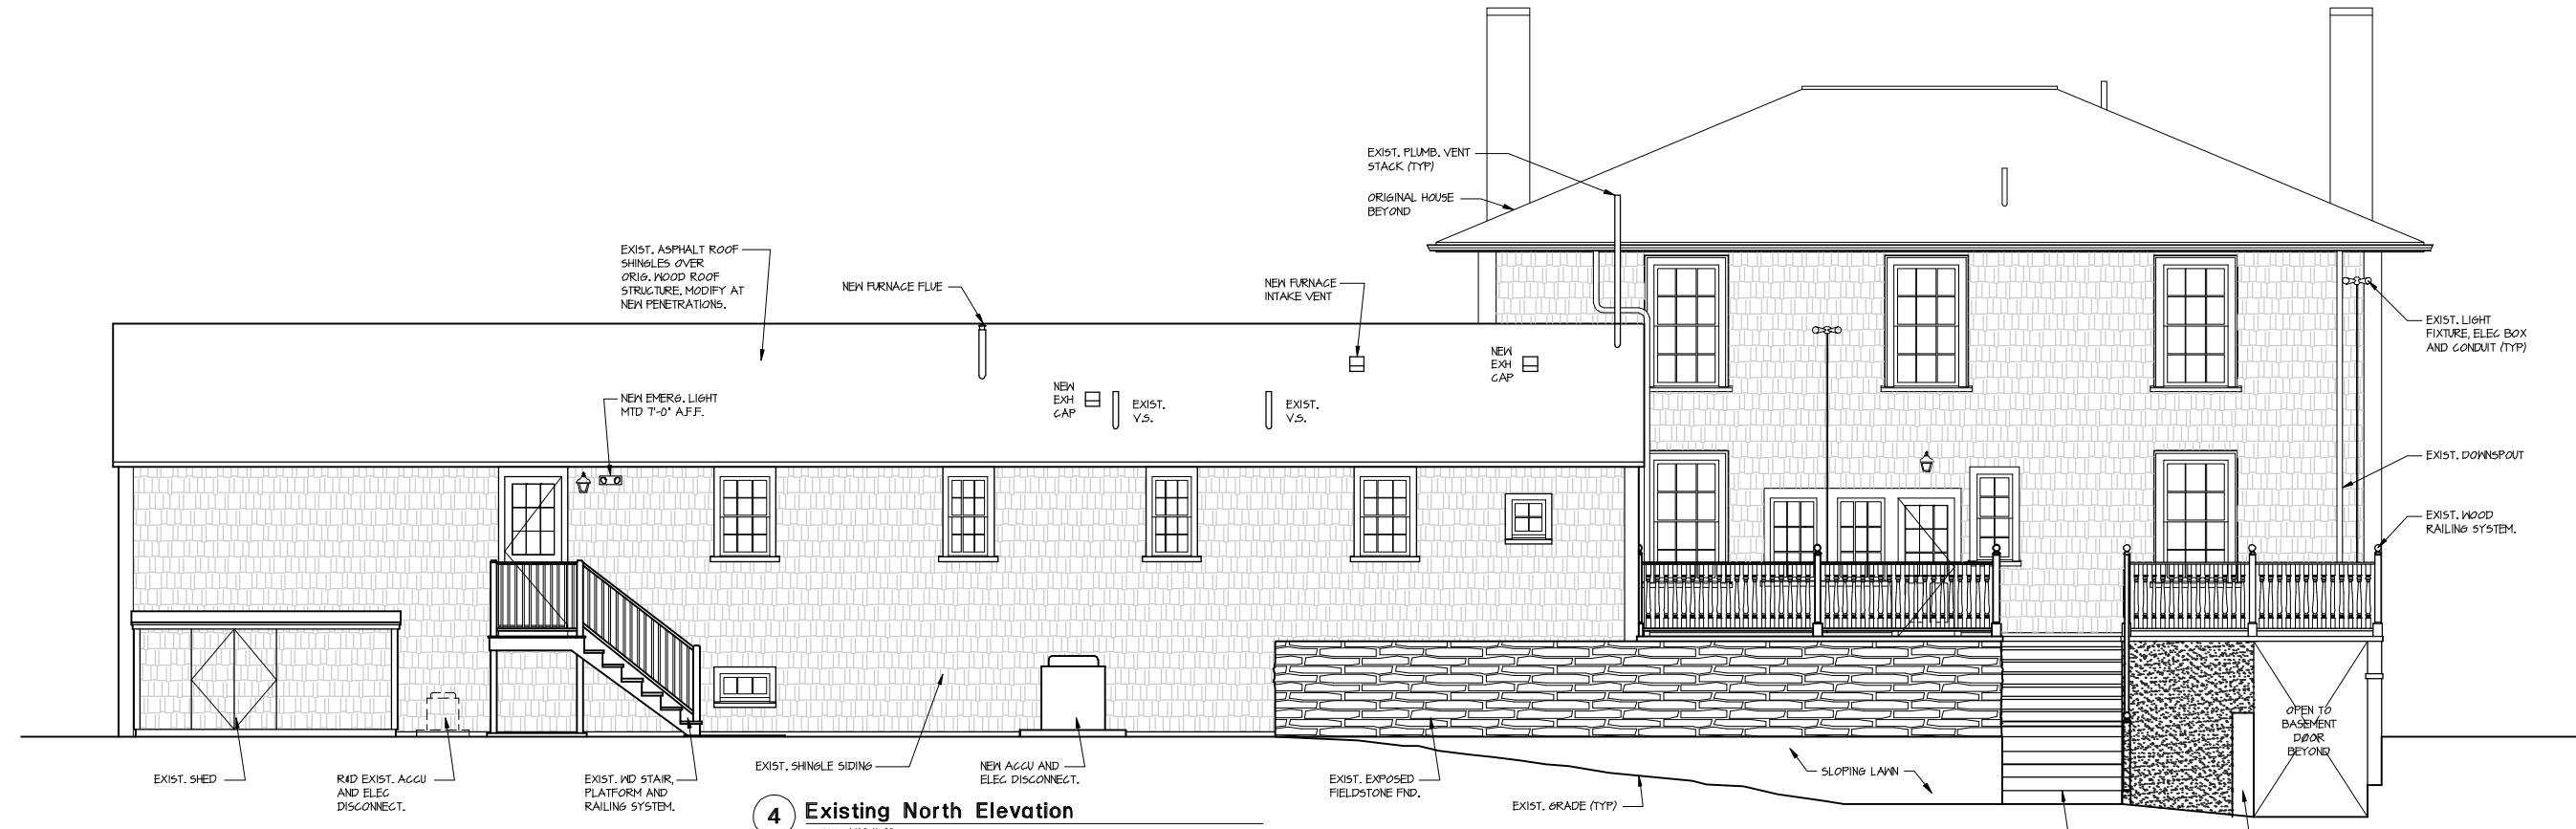 EXIST. PLUMB. VENT
STACK (TYP)
ORIGINAL HOUSE
BEYOND
EXIST. ASPHALT ROOF
SHINGLES OVER
ORIG. WOOD ROOF
STRUCTURE. MODIFY AT
NEW PENETRATIONS.
NEW FURNACE FLUE
NEW FURNACE
INTAKE VENT
EXIST. LIGHT
FIXTURE, ELEC BOX
AND CONDUIT (TYP)
NEW
EXH
CAP
NEW
EXH
CAP
EXIST.
V.S.
EXIST.
V.S.
NEW EMERG. LIGHT
MTD 7'-0" A.F.F.
EXIST. DOWNSPOUT
EXIST. WOOD
RAILING SYSTEM.
OPEN TO
BASEMENT
DOOR
BEYOND
EXIST. SHED
R&D EXIST. ACCU
AND ELEC
DISCONNECT.
EXIST. WD STAIR,
PLATFORM AND
RAILING SYSTEM.
EXIST. SHINGLE SIDING
NEW ACCU AND
ELEC DISCONNECT.
EXIST. EXPOSED
FIELDSTONE FND.
EXIST. GRADE (TYP)
SLOPING LAWN
4 Existing North Elevation